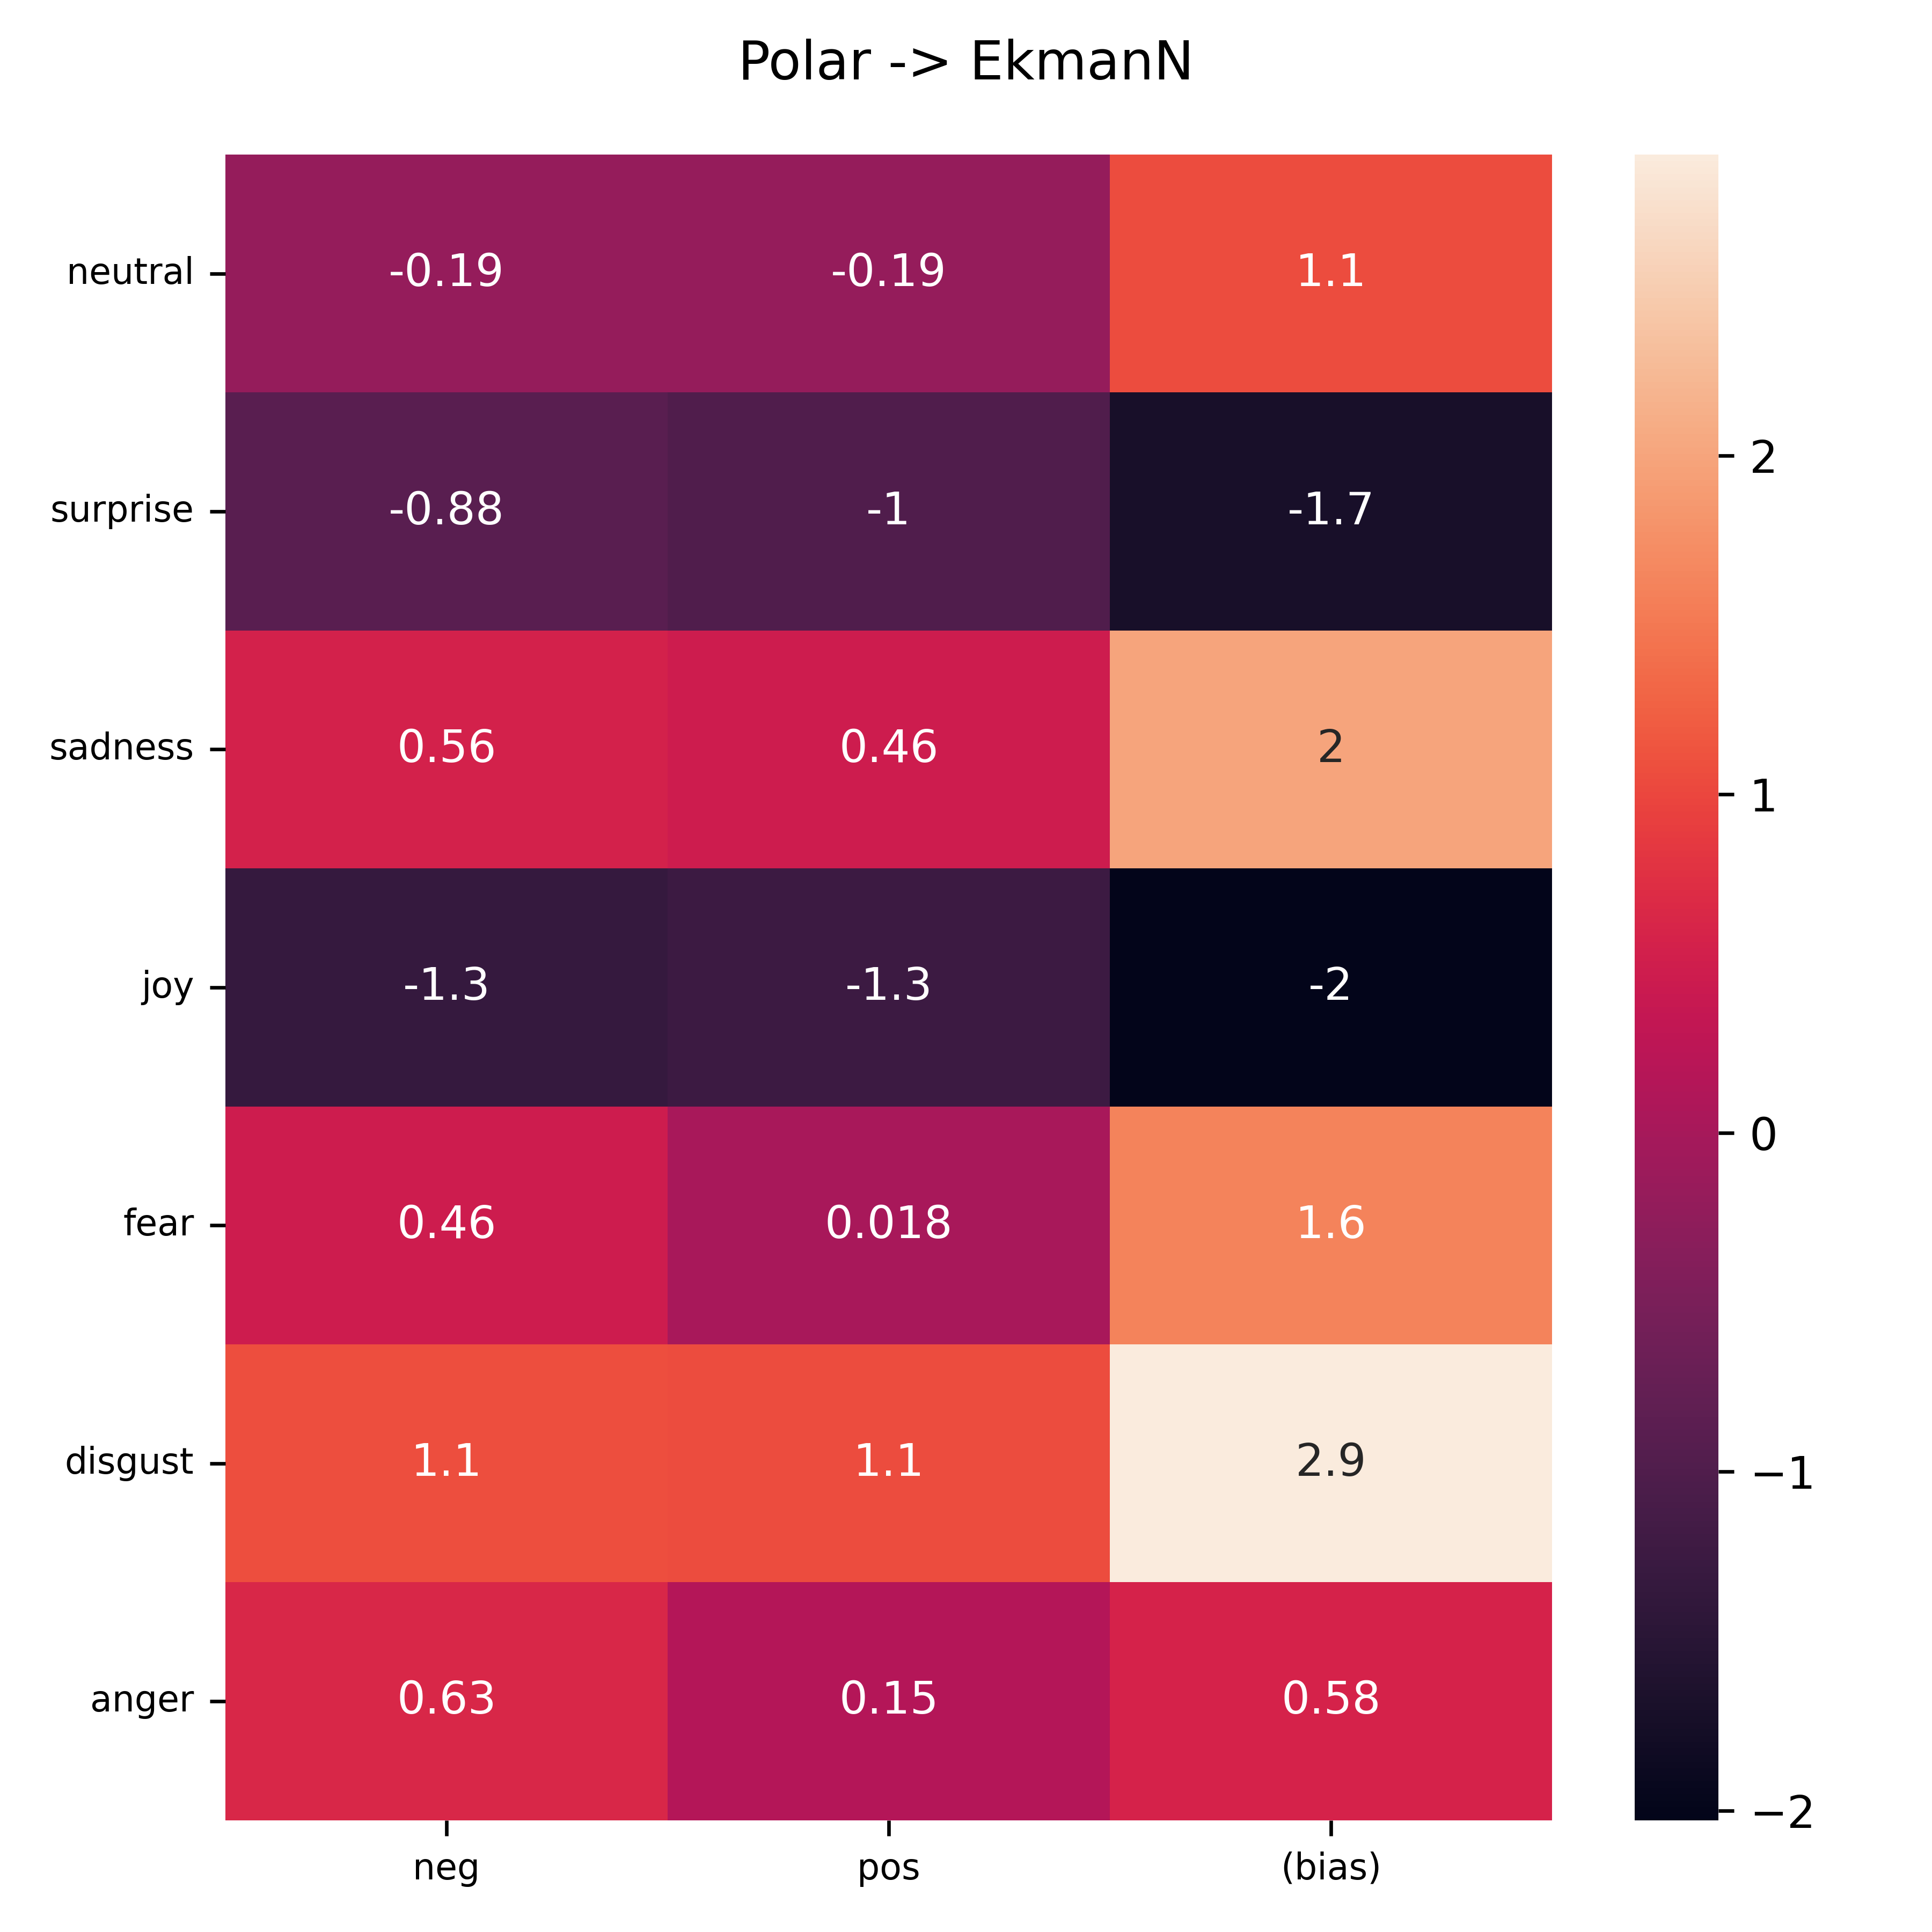 Polar -> EkmanN
neutral -0.19 -0.19 1.1
surprise -0.88 -1 -1.7
sadness 0.56 0.46 2
joy -1.3 -1.3 -2
fear 0.46 0.018 1.6
disgust 1.1 1.1 2.9
anger 0.63 0.15 0.58
neg pos (bias)
2
1
0
−1
−2